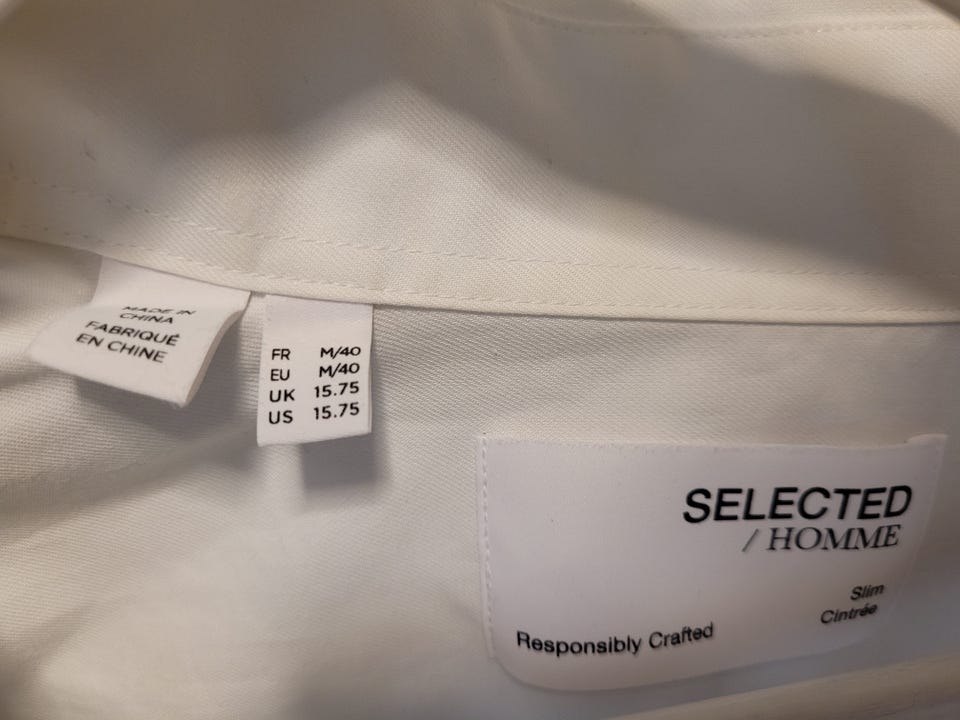 MADE IN
CHINA
FABRIQUÉ
EN CHINE
FR M/40
EU M/40
UK 15.75
US 15.75
SELECTED
/ HOMME
Slim
Cintrée
Responsibly Crafted